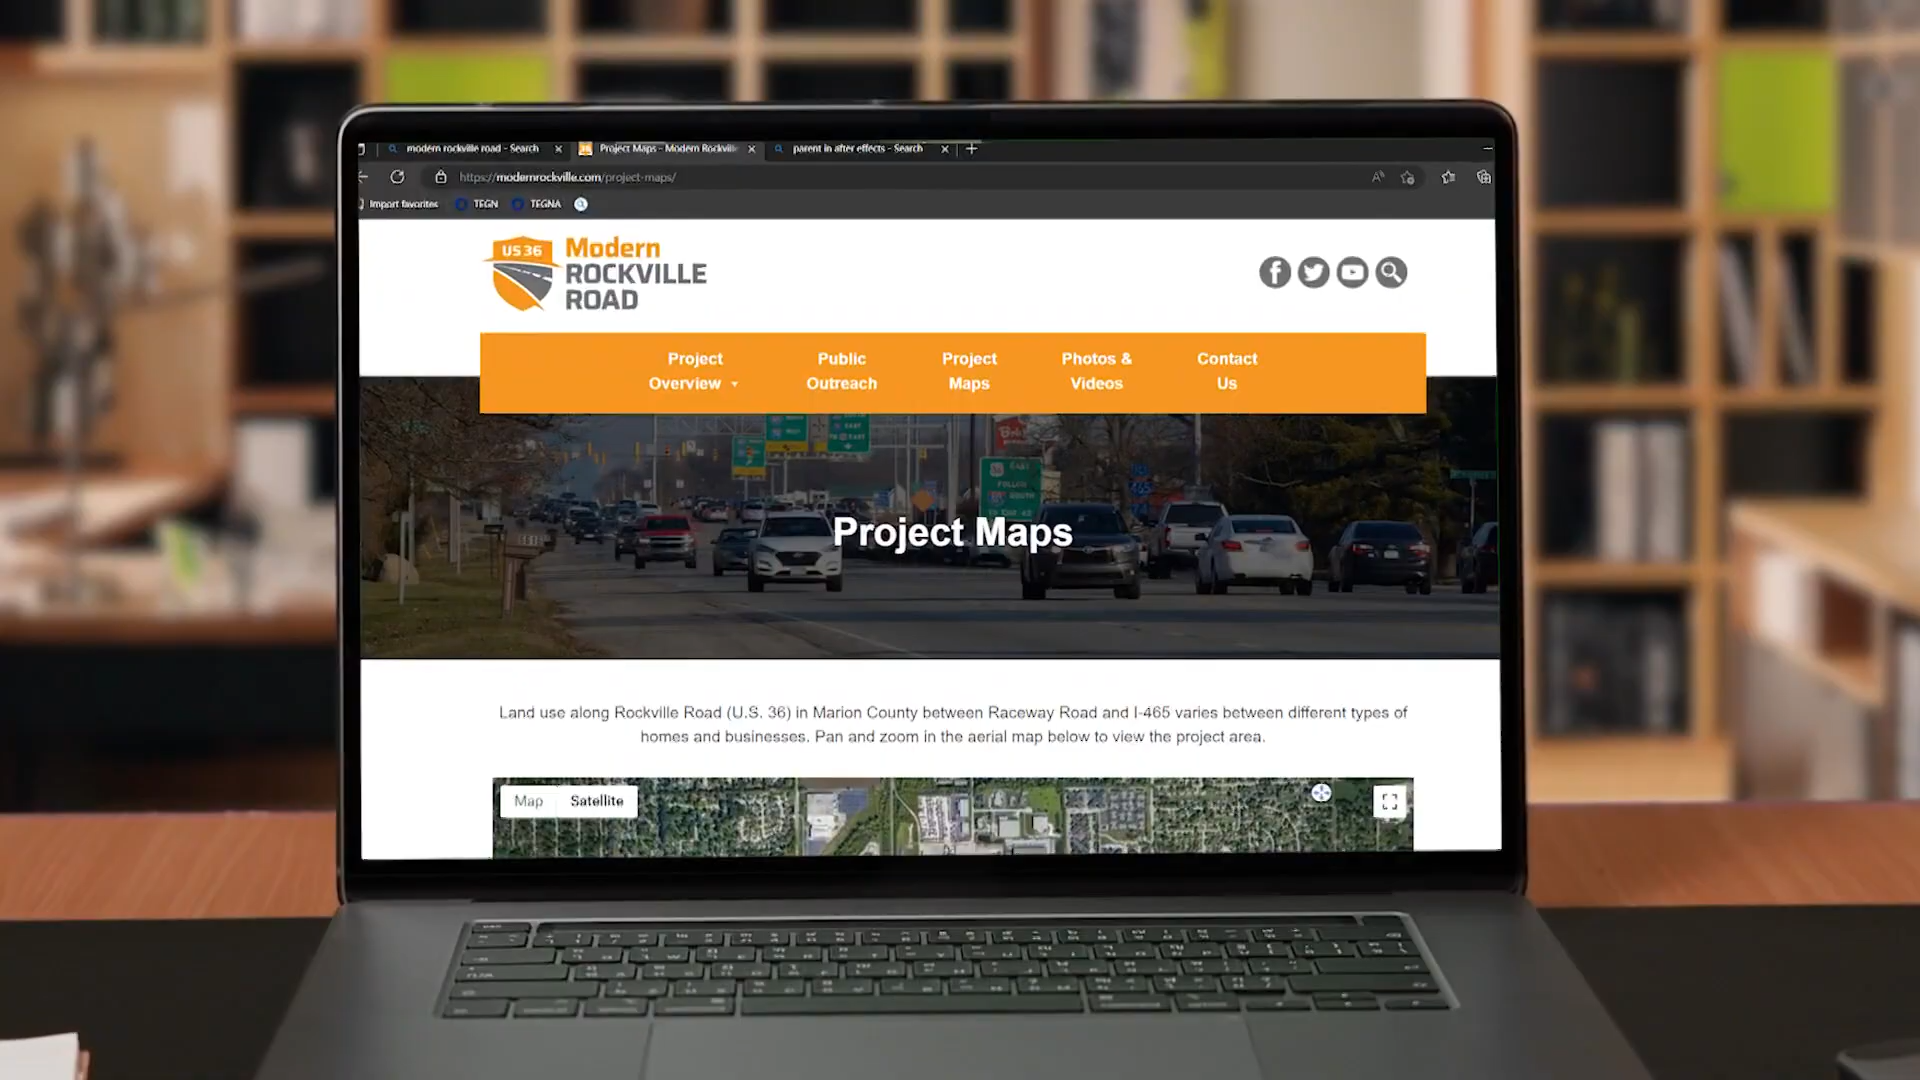 modern rockville road - Search
Project Maps - Modern Rockville
parent in after effects - Search
https://modernrockville.com/project-maps/
Import favorites
TEGN
TEGNA
US 36
Modern
ROCKVILLE
ROAD
Project
Overview
Public
Outreach
Project
Maps
Photos &
Videos
Contact
Us
EAST
FOLLOW
SOUTH
Project Maps
Land use along Rockville Road (U.S. 36) in Marion County between Raceway Road and I-465 varies between different types of
homes and businesses. Pan and zoom in the aerial map below to view the project area.
Map
Satellite